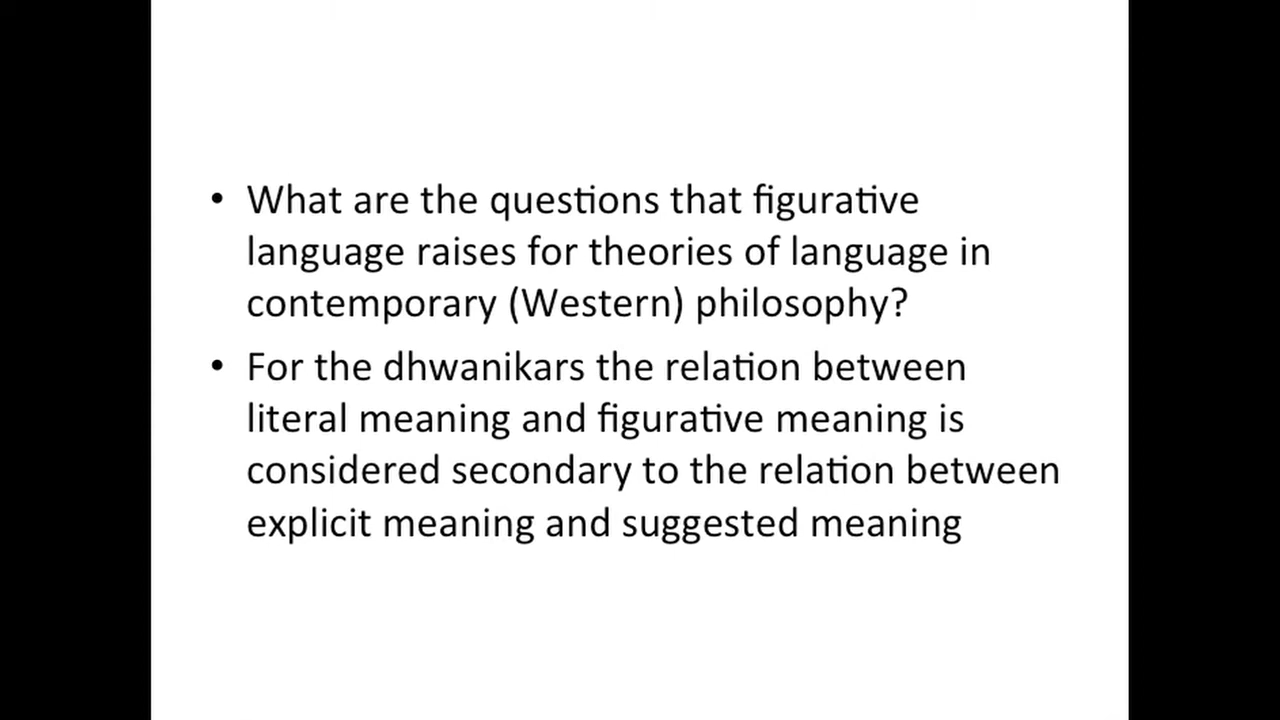 • What are the questions that figurative
language raises for theories of language in
contemporary (Western) philosophy?
• For the dhwanikars the relation between
literal meaning and figurative meaning is
considered secondary to the relation between
explicit meaning and suggested meaning